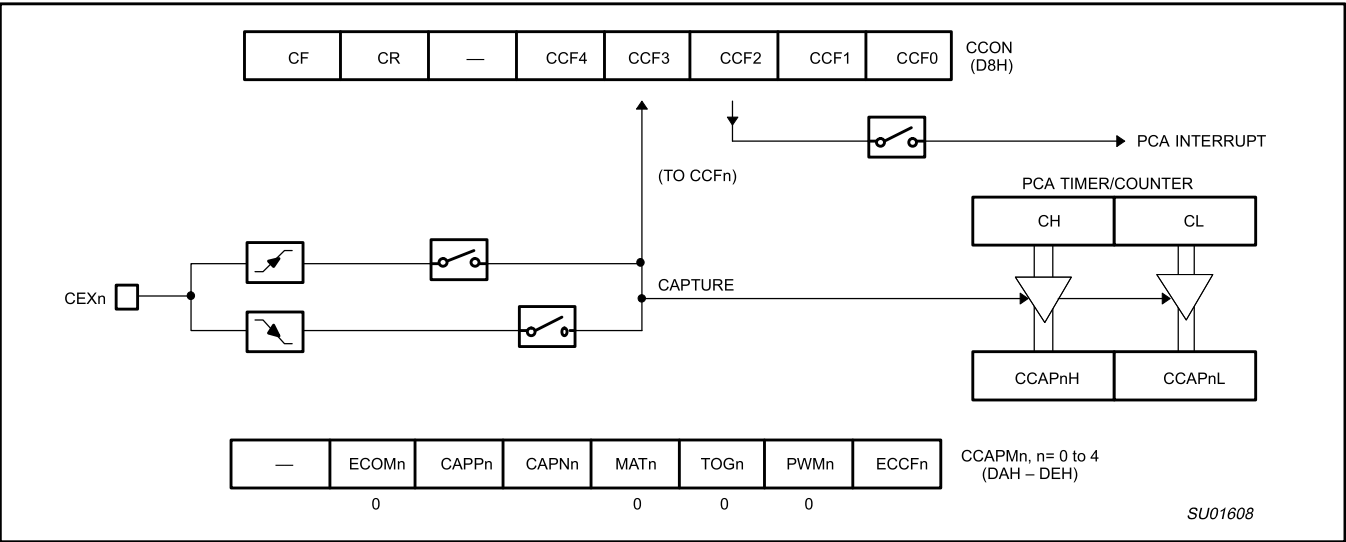 CF CR — CCF4 CCF3 CCF2 CCF1 CCF0
CCON
(D8H)
PCA INTERRUPT
(TO CCFn)
PCA TIMER/COUNTER
CH CL
CEXn
CAPTURE
CCAPnH CCAPnL
— ECOMn CAPPn CAPNn MATn TOGn PWMn ECCFn
CCAPMn, n= 0 to 4
(DAH – DEH)
0 0 0 0
SU01608